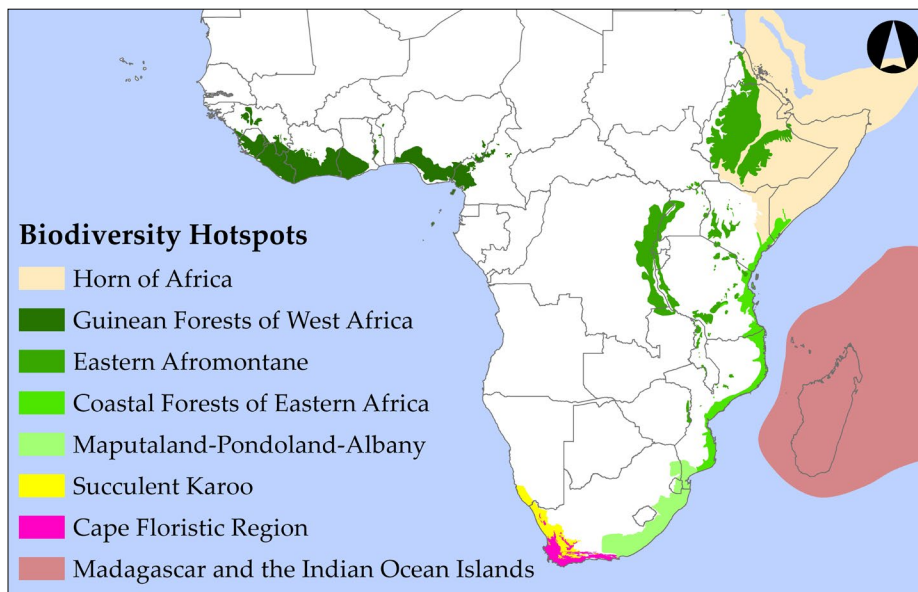 Biodiversity Hotspots
Horn of Africa
Guinean Forests of West Africa
Eastern Afromontane
Coastal Forests of Eastern Africa
Maputaland-Pondoland-Albany
Succulent Karoo
Cape Floristic Region
Madagascar and the Indian Ocean Islands